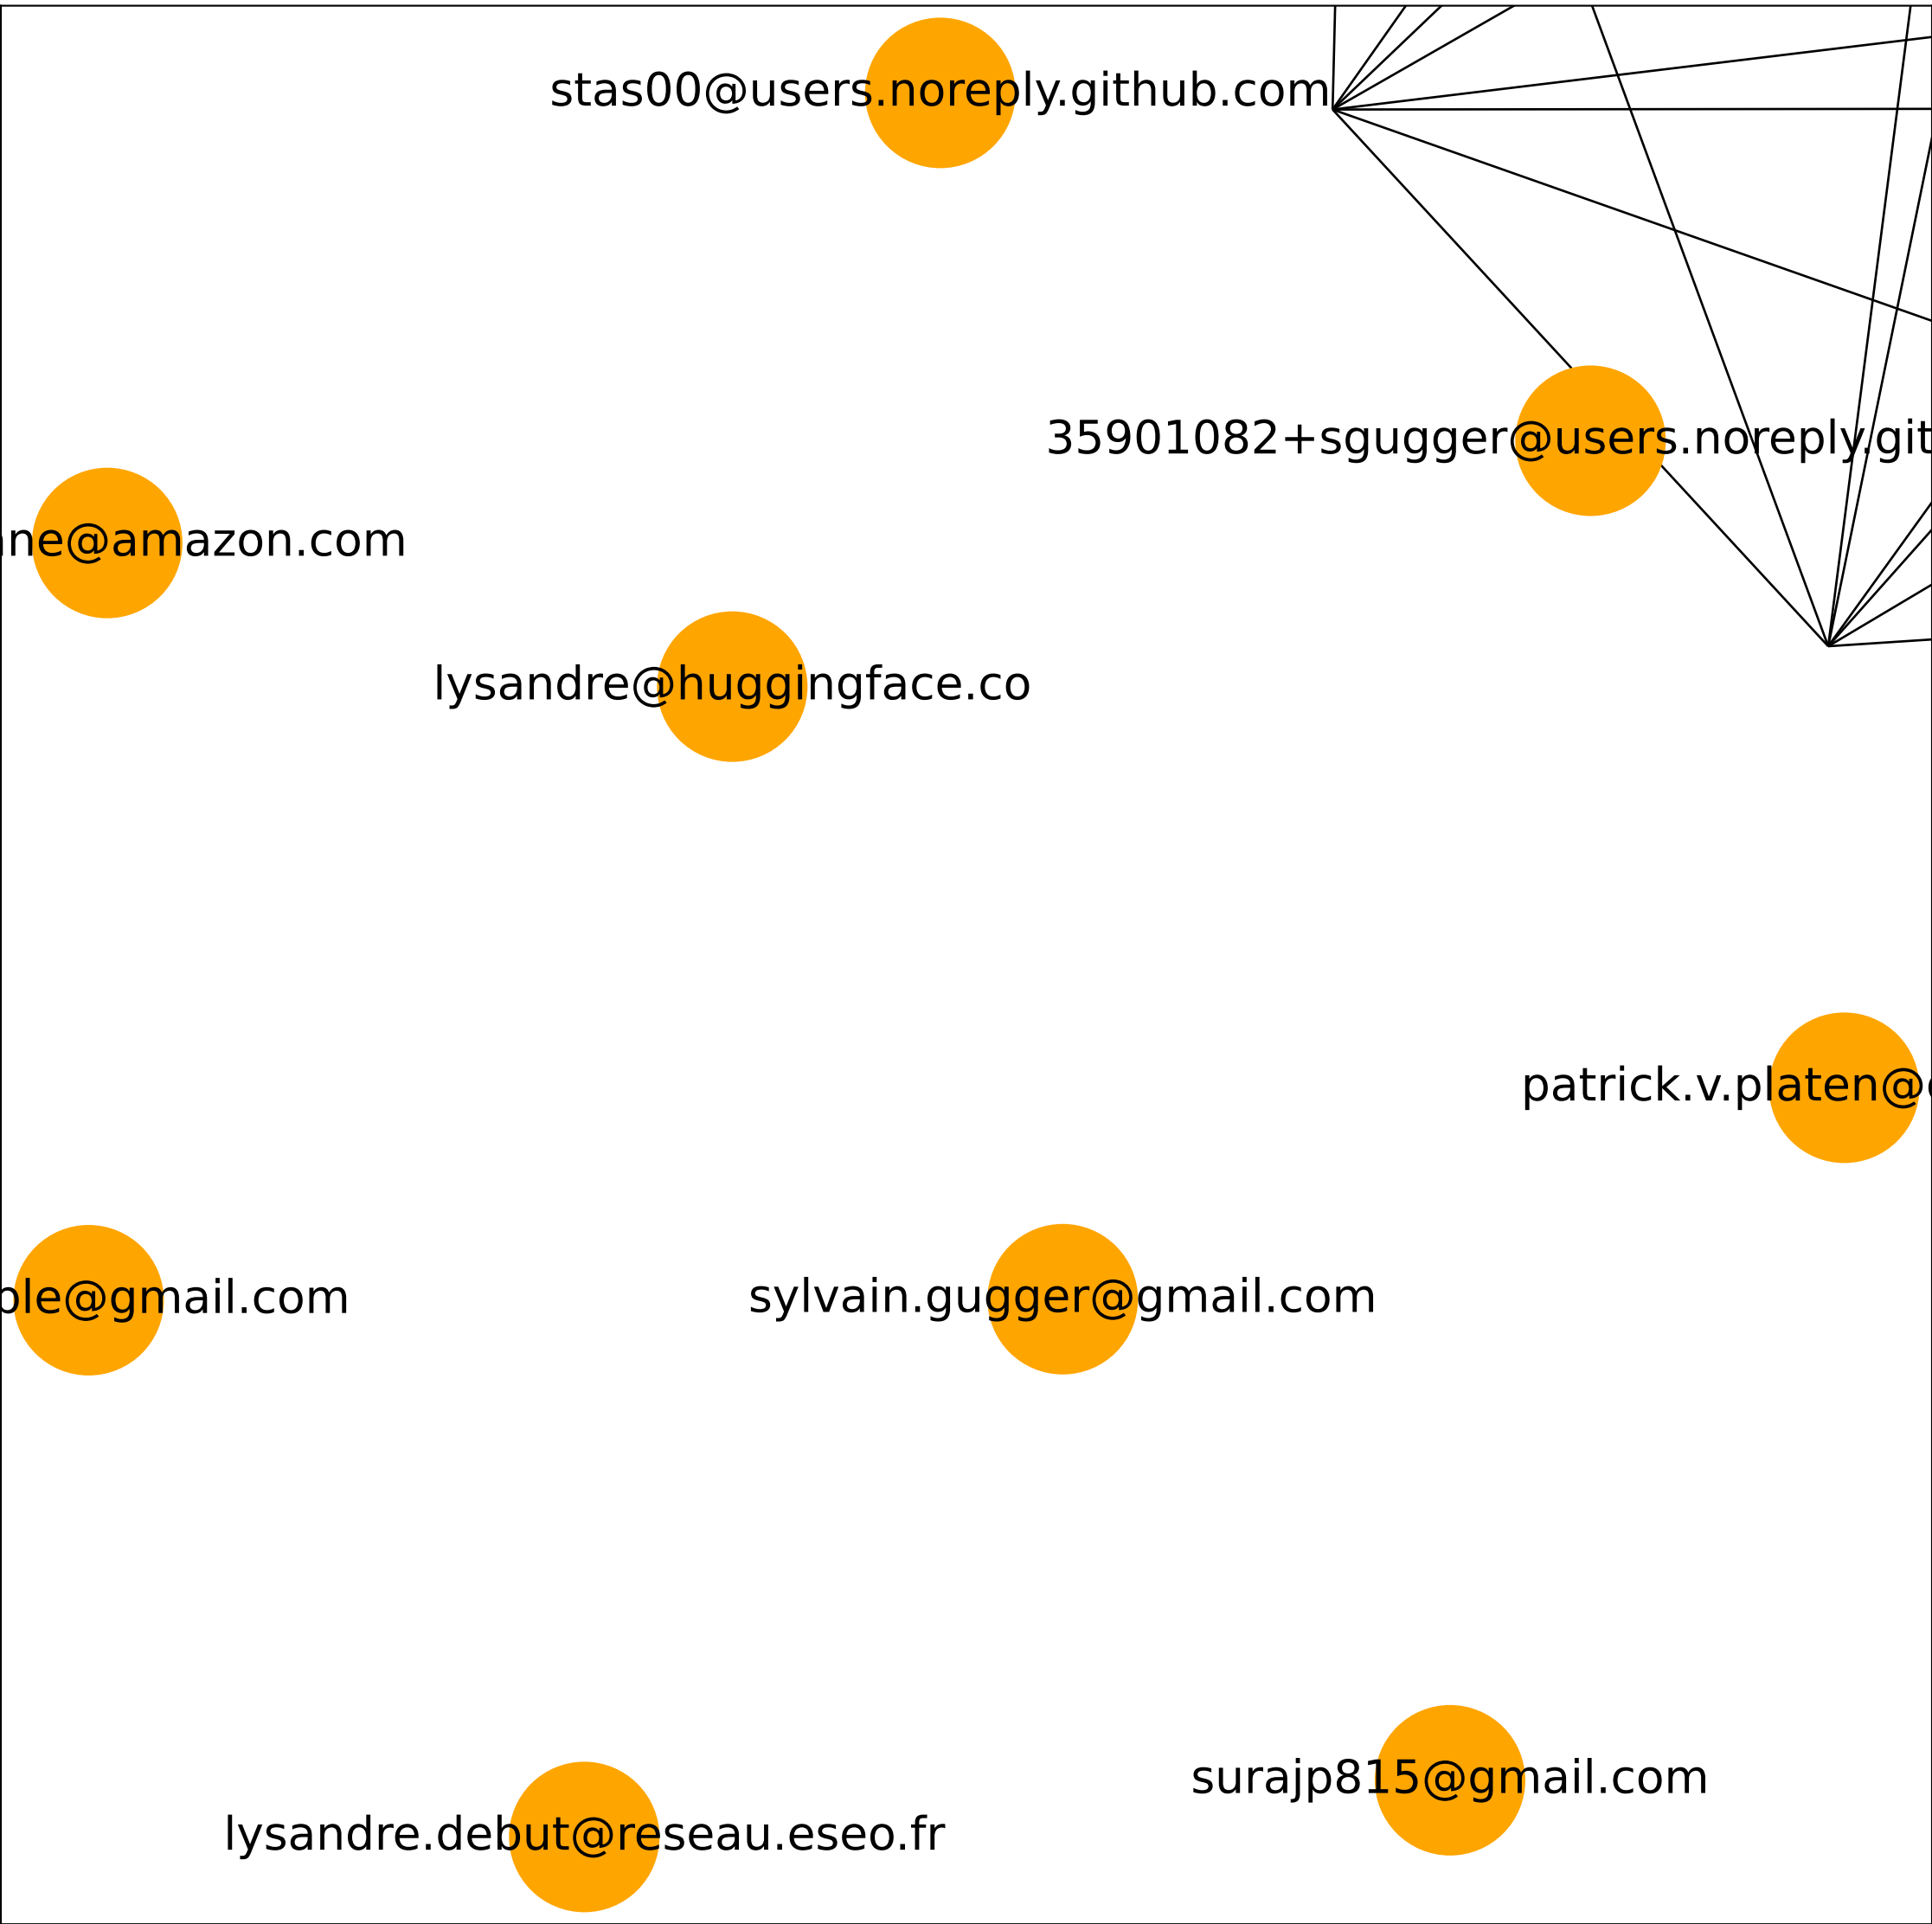 stas00@users.noreply.github.com
35901082+sgugger@users.noreply.git
ne@amazon.com
lysandre@huggingface.co
patrick.v.platen@
ple@gmail.com
sylvain.gugger@gmail.com
surajp815@gmail.com
lysandre.debut@reseau.eseo.fr